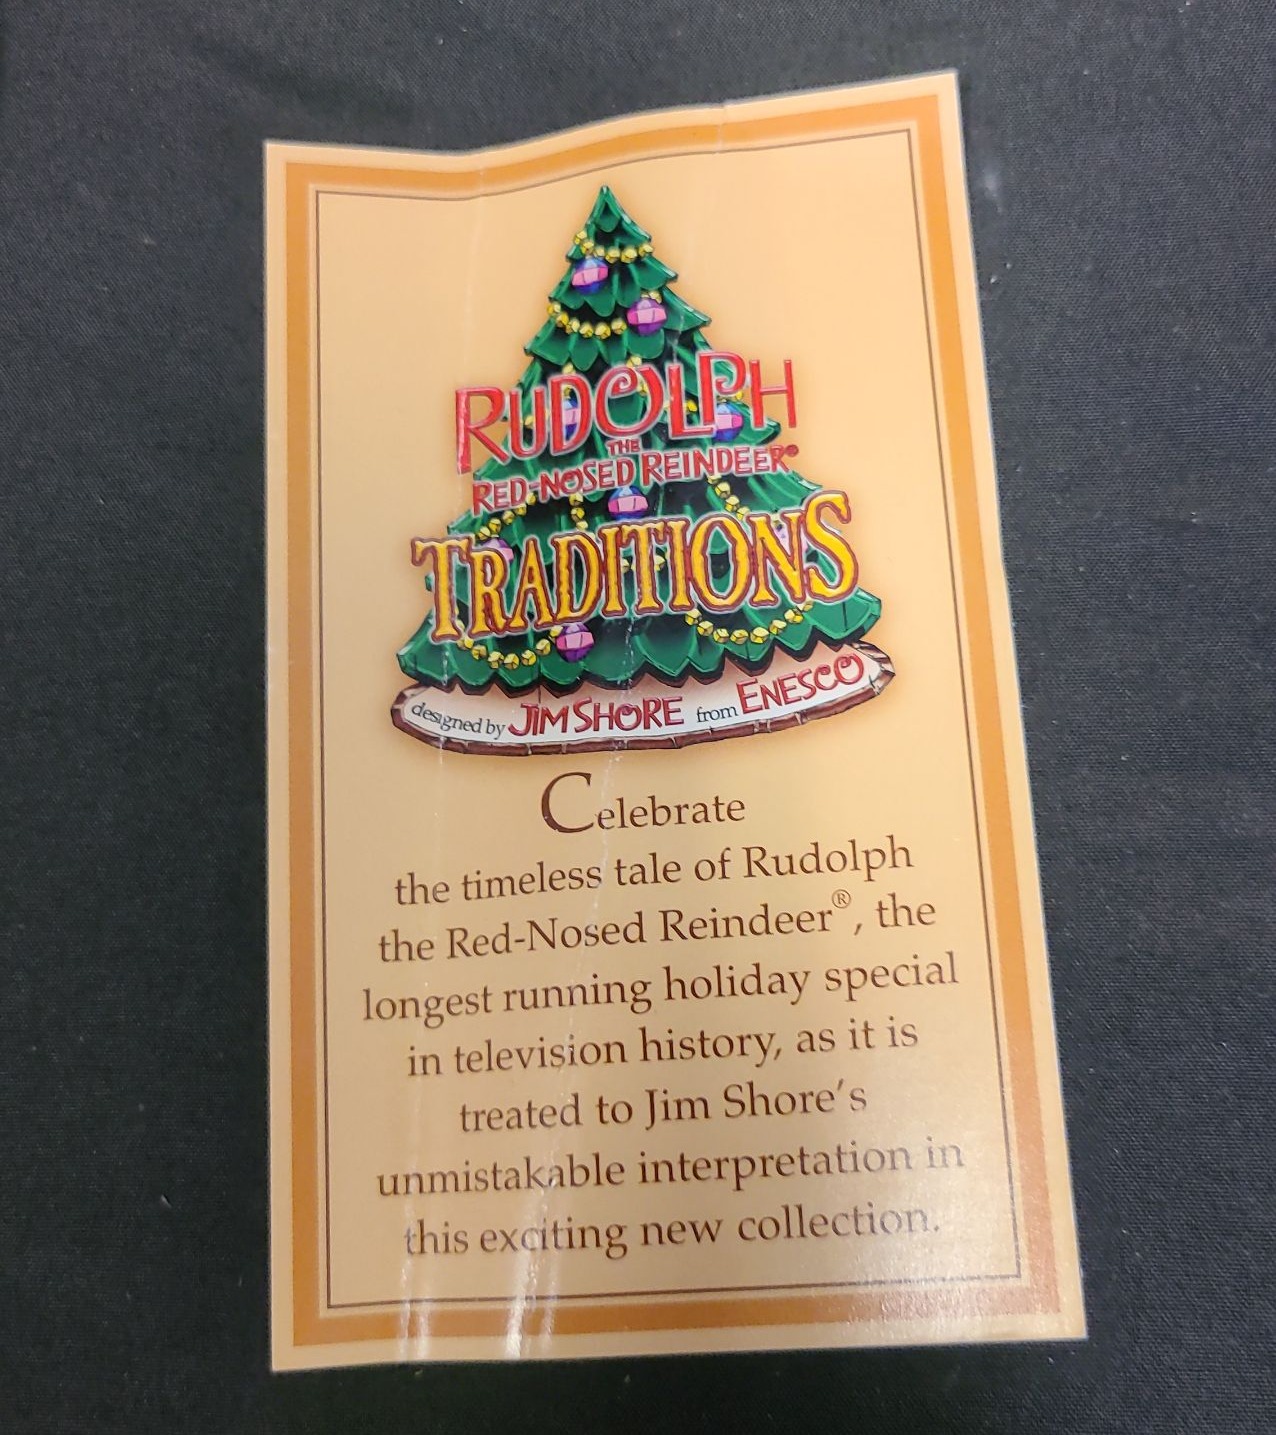 RUDOLPH
THE
RED-NOSED REINDEER®
TRADITIONS
designed by JIM SHORE from ENESCO
Celebrate
the timeless tale of Rudolph
the Red-Nosed Reindeer®, the
longest running holiday special
in television history, as it is
treated to Jim Shore's
unmistakable interpretation in
this exciting new collection.